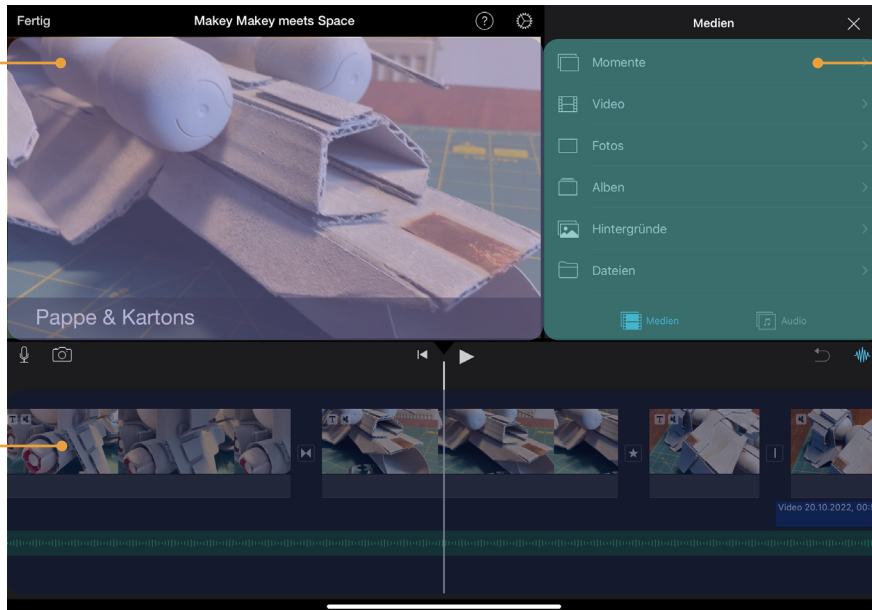 Fertig
Makey Makey meets Space
?
Medien
Momente
Video
Fotos
Alben
Hintergründe
Dateien
Pappe & Kartons
Medien
Audio
T
T
T
Video 20.10.2022, 00: